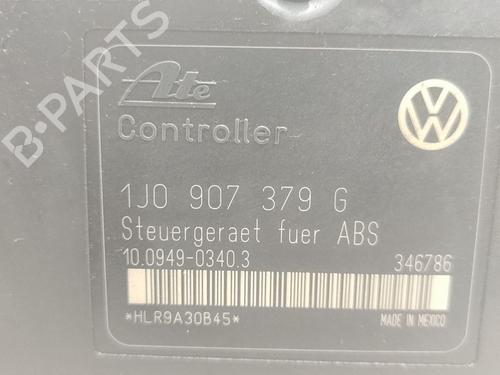 Ate
Controller
1J0 907 379 G
Steuergeraet fuer ABS
10.0949-0340.3 346786
*HLR9A30B45*
MADE IN MEXICO
B-PARTS